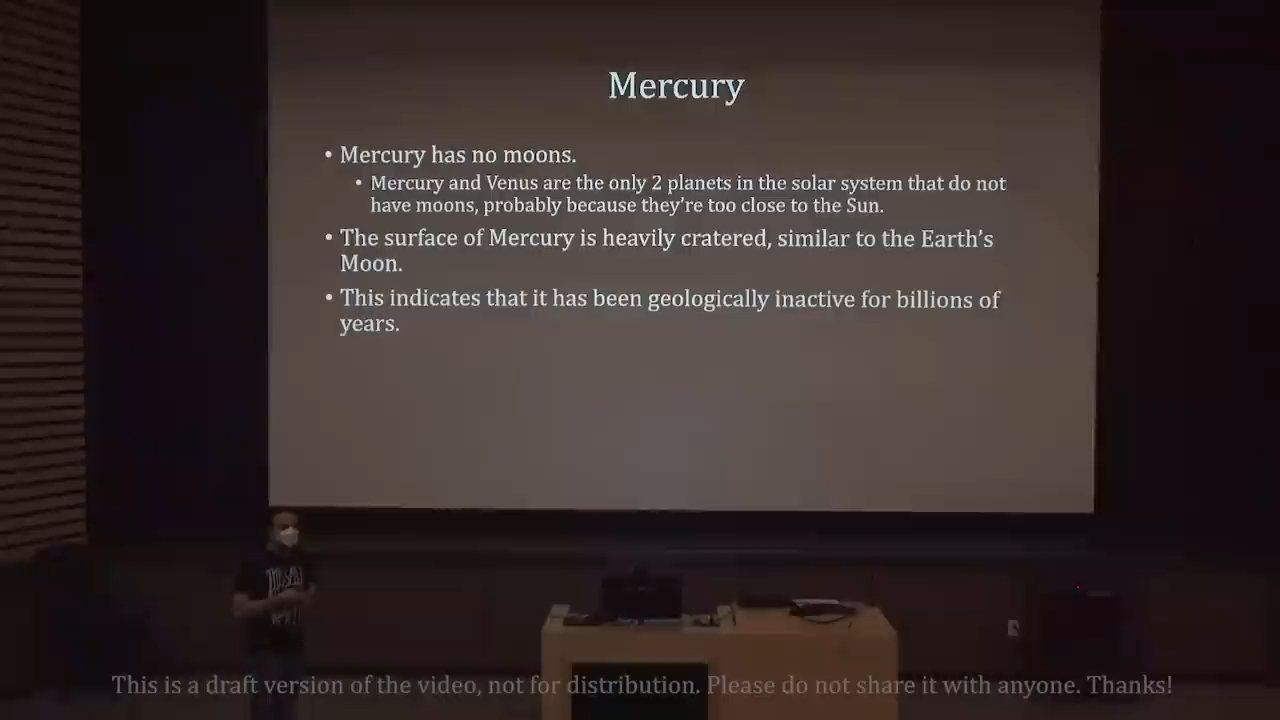 Mercury
• Mercury has no moons.
• Mercury and Venus are the only 2 planets in the solar system that do not
have moons, probably because they're too close to the Sun.
• The surface of Mercury is heavily cratered, similar to the Earth's
Moon.
• This indicates that it has been geologically inactive for billions of
years.
This is a draft version of the video, not for distribution. Please do not share it with anyone. Thanks!